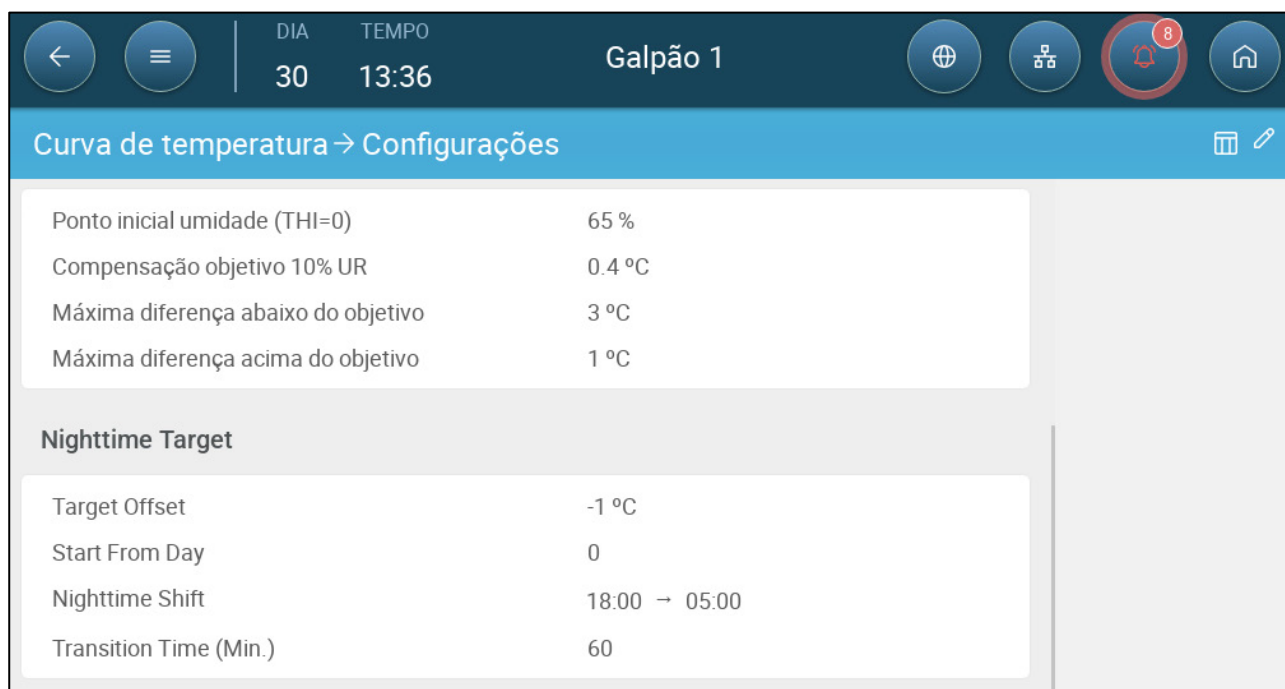 DIA TEMPO
30 13:36 Galpão 1 8
Curva de temperatura → Configurações
Ponto inicial umidade (THI=0) 65 %
Compensação objetivo 10% UR 0.4 ºC
Máxima diferença abaixo do objetivo 3 ºC
Máxima diferença acima do objetivo 1 ºC
Nighttime Target
Target Offset -1 ºC
Start From Day 0
Nighttime Shift 18:00 → 05:00
Transition Time (Min.) 60